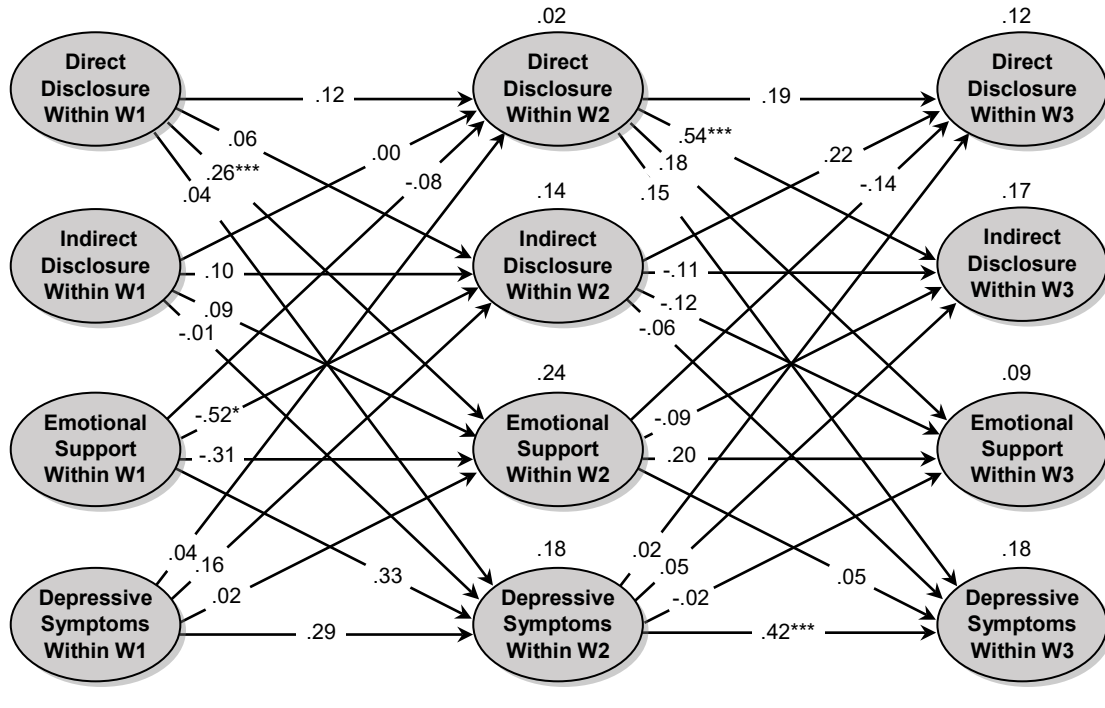 .02
.12
Direct
Disclosure
Within W1
Direct
Disclosure
Within W2
Direct
Disclosure
Within W3
.12
.19
.06
.00
.26***
-.08
.04
.54***
.22
.18
-.14
.15
.14
.17
Indirect
Disclosure
Within W1
Indirect
Disclosure
Within W2
Indirect
Disclosure
Within W3
.10
-.11
.09
-.12
-.01
-.06
.24
.09
Emotional
Support
Within W1
Emotional
Support
Within W2
Emotional
Support
Within W3
-.52*
-.09
-.31
.20
.18
.18
.04
.16
.33
.02
.02
.05
.05
-.02
Depressive
Symptoms
Within W1
Depressive
Symptoms
Within W2
Depressive
Symptoms
Within W3
.29
.42***